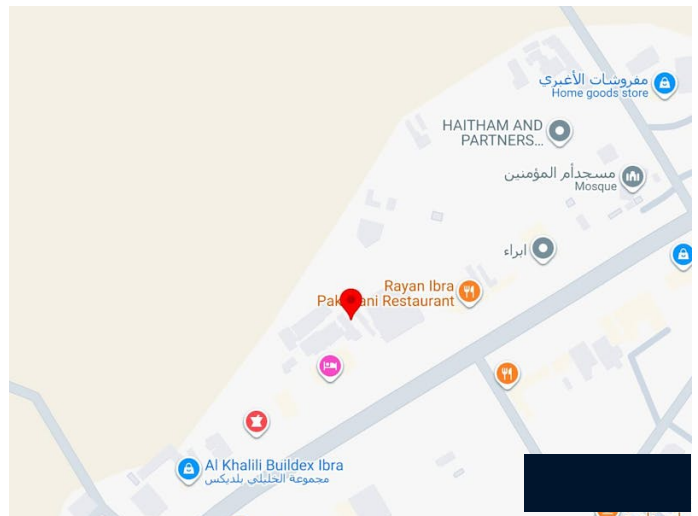 مفروشات الأغبري
Home goods store
HAITHAM AND
PARTNERS...
مسجدأم المؤمنين
Mosque
ابراء
Rayan Ibra
Restaurant
Al Khalili Buildex Ibra
مجموعة الخليلي بلديكس